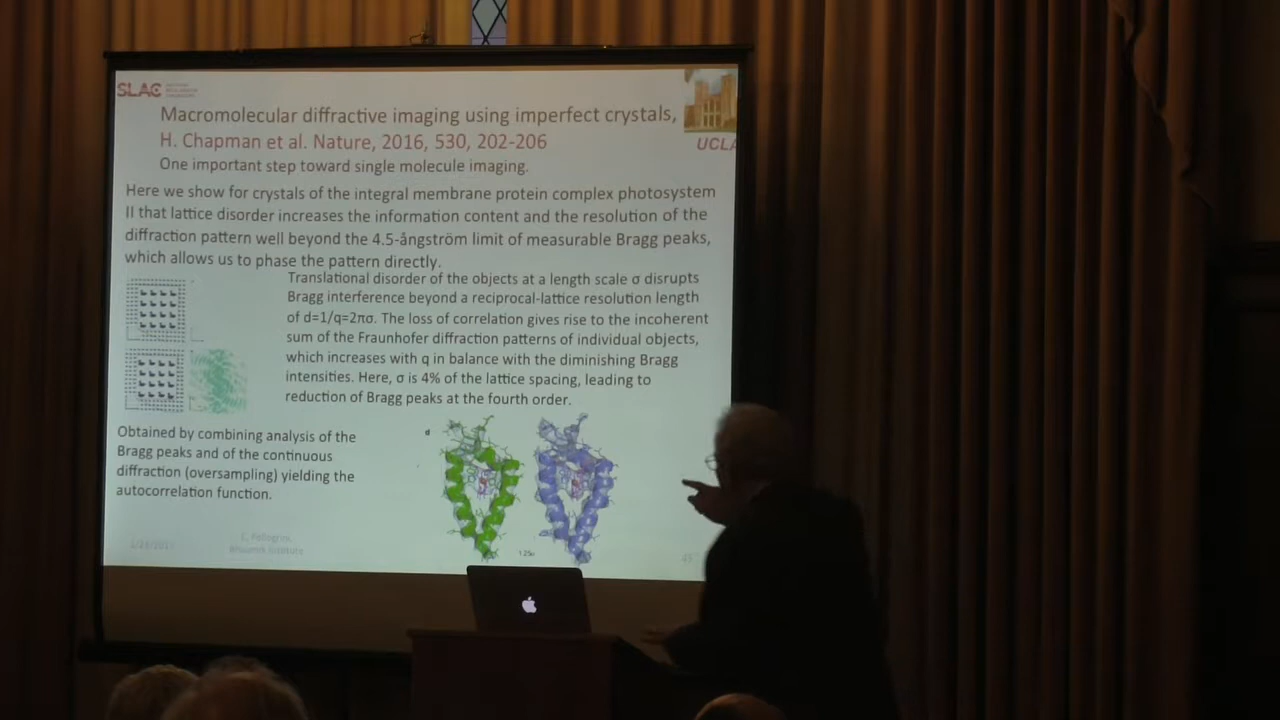 SLAC
Macromolecular diffractive imaging using imperfect crystals,
H. Chapman et al. Nature, 2016, 530, 202-206
UCLA
One important step toward single molecule imaging.
Here we show for crystals of the integral membrane protein complex photosystem
II that lattice disorder increases the information content and the resolution of the
diffraction pattern well beyond the 4.5-ångström limit of measurable Bragg peaks,
which allows us to phase the pattern directly.
Translational disorder of the objects at a length scale σ disrupts
Bragg interference beyond a reciprocal-lattice resolution length
of d=1/q=2πσ. The loss of correlation gives rise to the incoherent
sum of the Fraunhofer diffraction patterns of individual objects,
which increases with q in balance with the diminishing Bragg
intensities. Here, σ is 4% of the lattice spacing, leading to
reduction of Bragg peaks at the fourth order.
Obtained by combining analysis of the
Bragg peaks and of the continuous
diffraction (oversampling) yielding the
autocorrelation function.
d